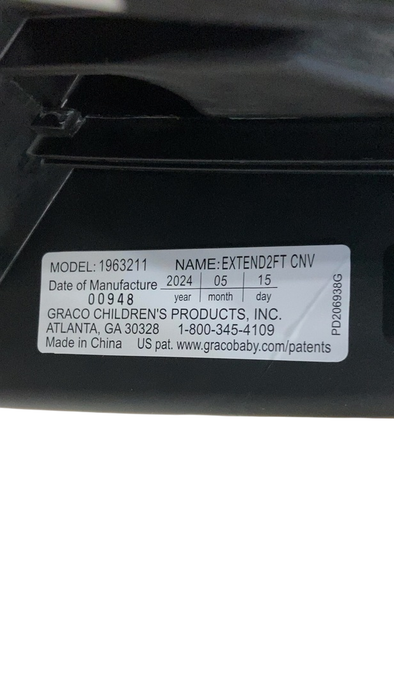 MODEL: 1963211 NAME: EXTEND2FT CNV
Date of Manufacture 2024 05 15
00948 year month day
GRACO CHILDREN'S PRODUCTS, INC.
ATLANTA, GA 30328 1-800-345-4109
Made in China US pat. www.gracobaby.com/patents
PD206938G